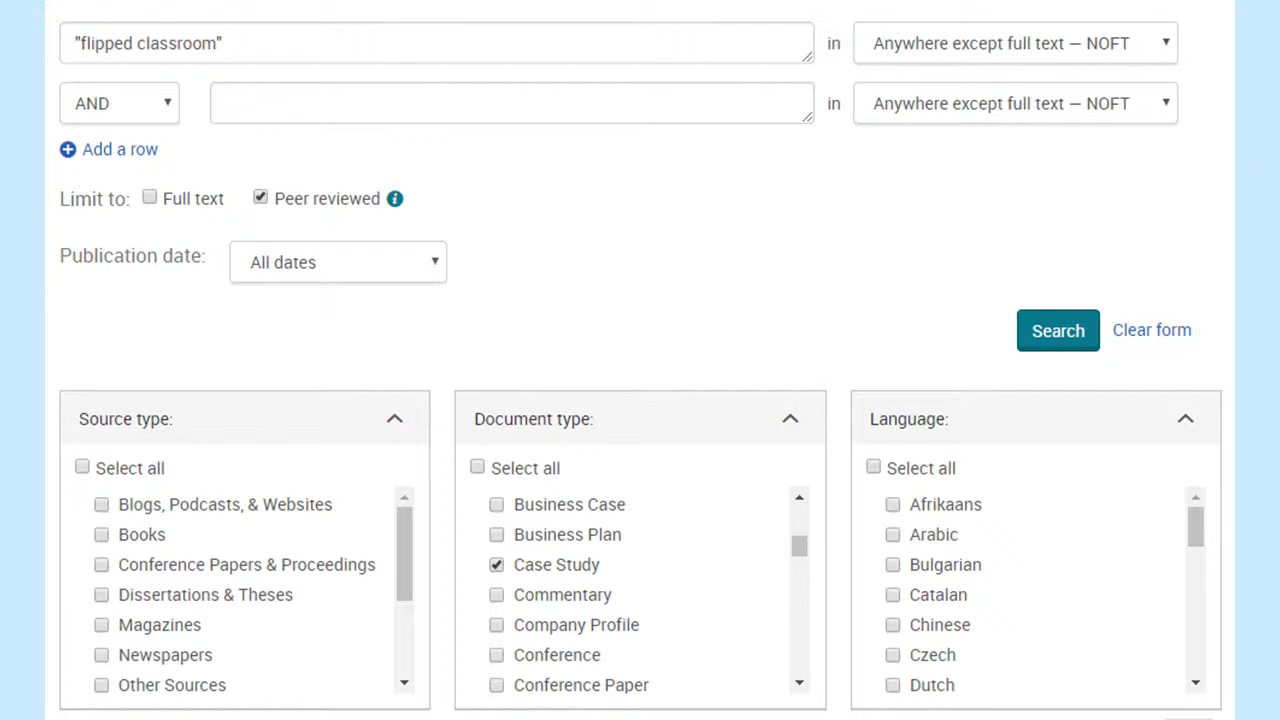 "flipped classroom" in Anywhere except full text — NOFT
AND in Anywhere except full text — NOFT
Add a row
Limit to: Full text Peer reviewed i
Publication date: All dates
Search Clear form
Source type:
Select all
Blogs, Podcasts, & Websites
Books
Conference Papers & Proceedings
Dissertations & Theses
Magazines
Newspapers
Other Sources
Document type:
Select all
Business Case
Business Plan
Case Study
Commentary
Company Profile
Conference
Conference Paper
Language:
Select all
Afrikaans
Arabic
Bulgarian
Catalan
Chinese
Czech
Dutch